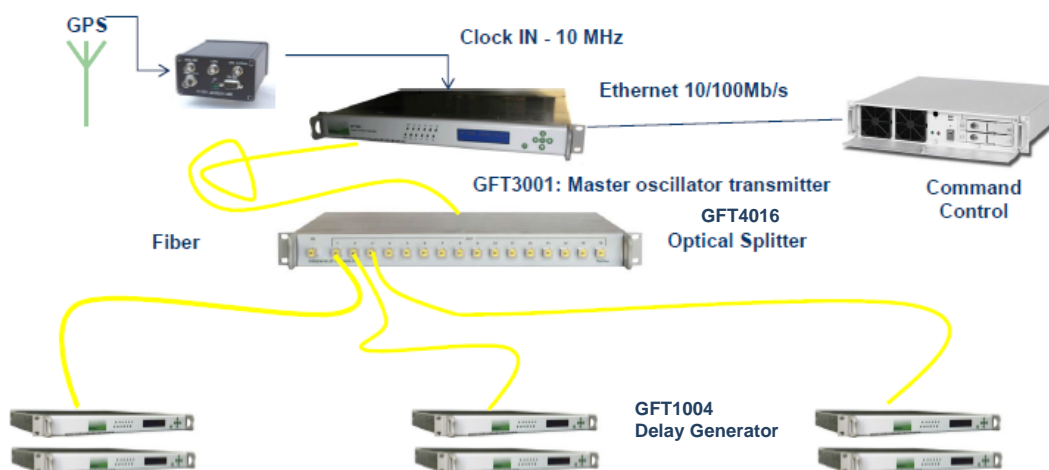 GPS
Clock IN - 10 MHz
Ethernet 10/100Mb/s
GFT3001: Master oscillator transmitter
Command
Control
GFT4016
Optical Splitter
Fiber
GFT1004
Delay Generator